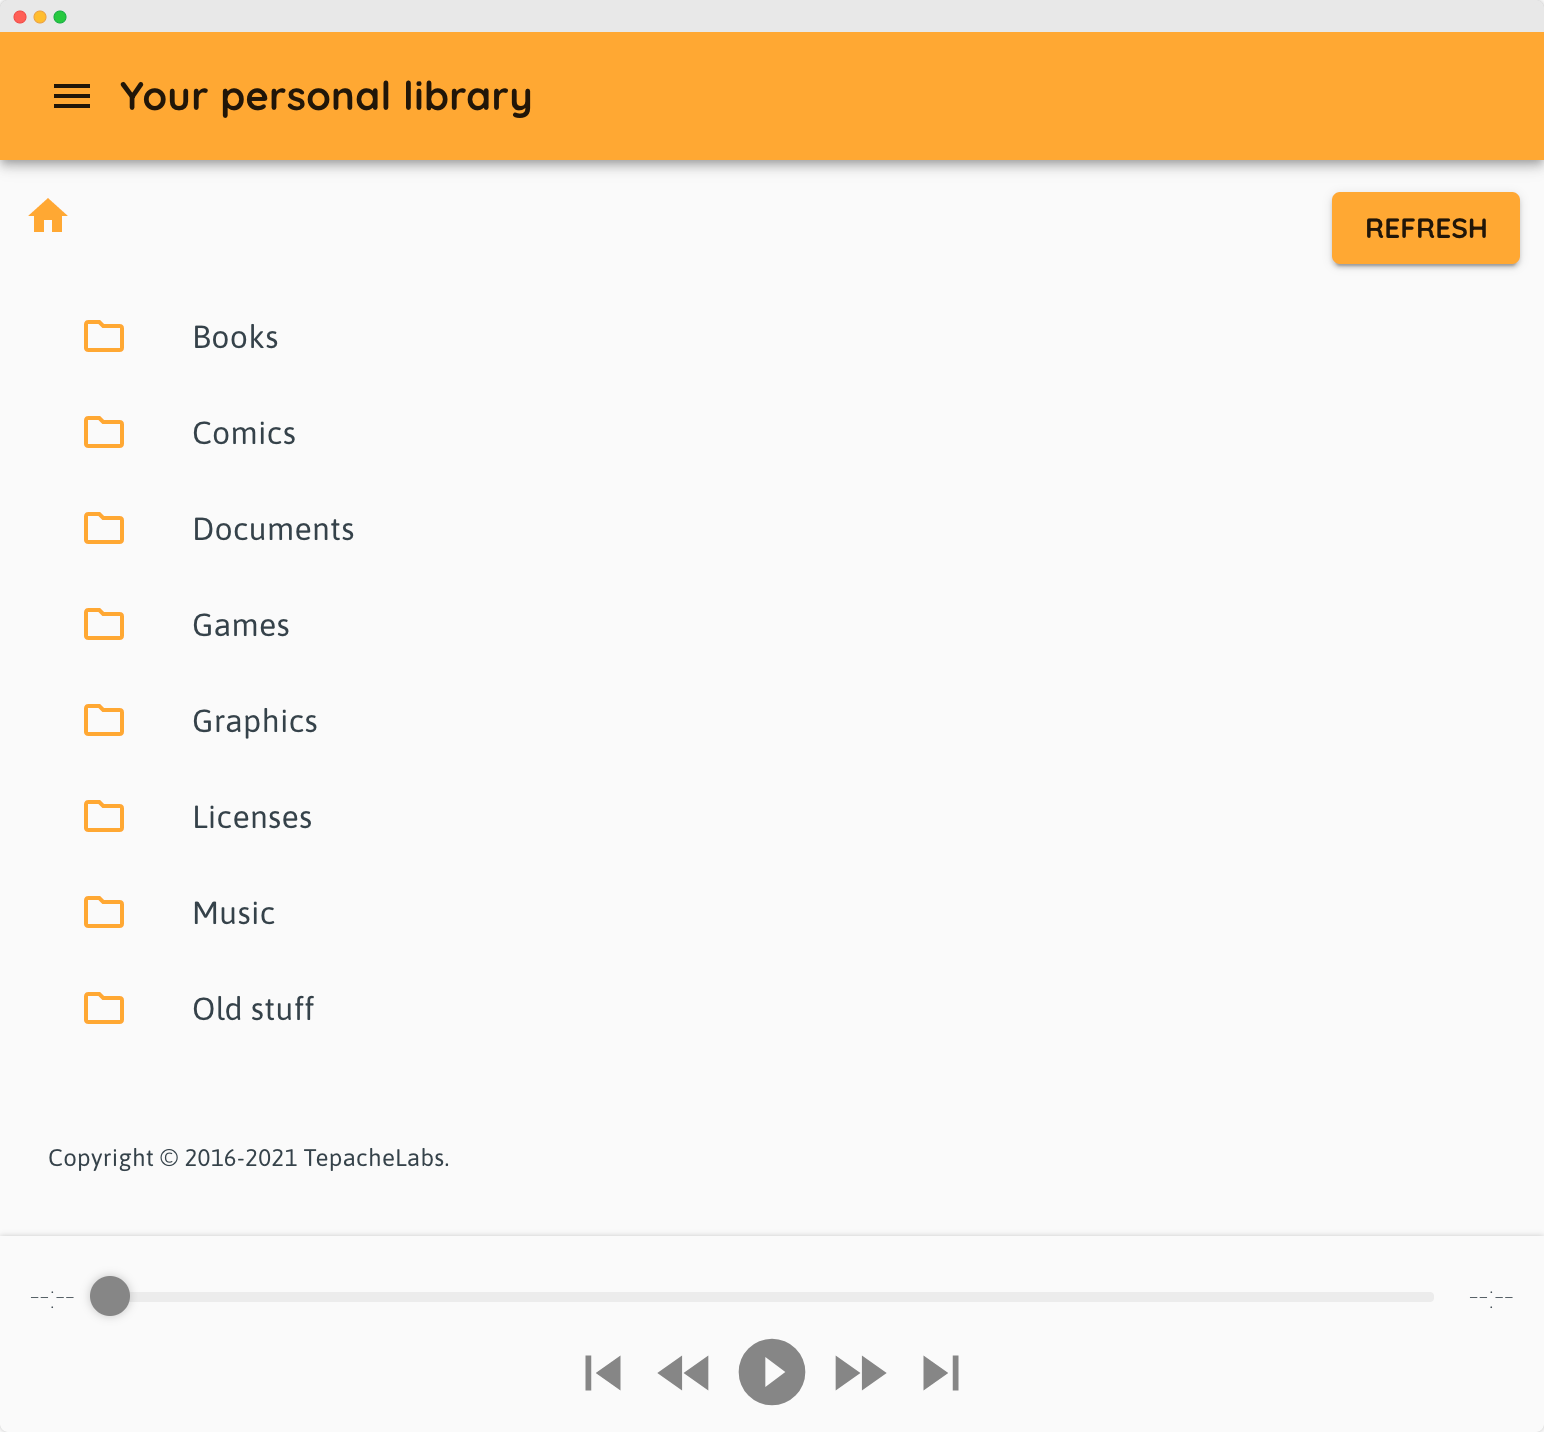 Your personal library
REFRESH
Books
Comics
Documents
Games
Graphics
Licenses
Music
Old stuff
Copyright © 2016-2021 TepacheLabs.
--:-- --:--